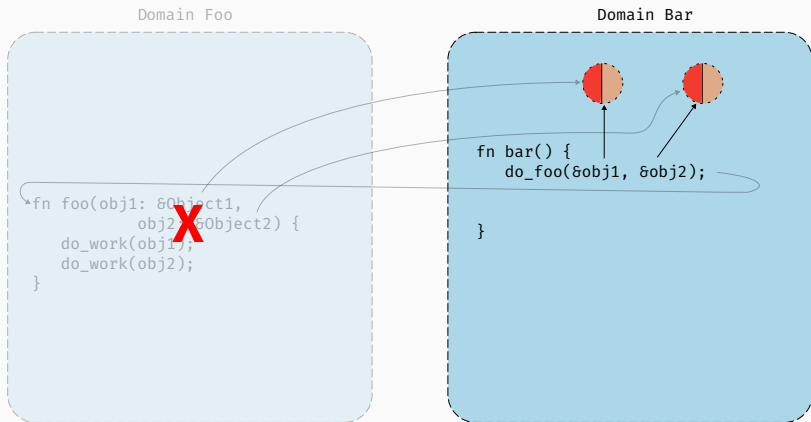 Domain Foo
fn foo(obj1: &Object1,
obj2: &Object2) {
do_work(obj1);
do_work(obj2);
}
X
Domain Bar
fn bar() {
do_foo(&obj1, &obj2);
}